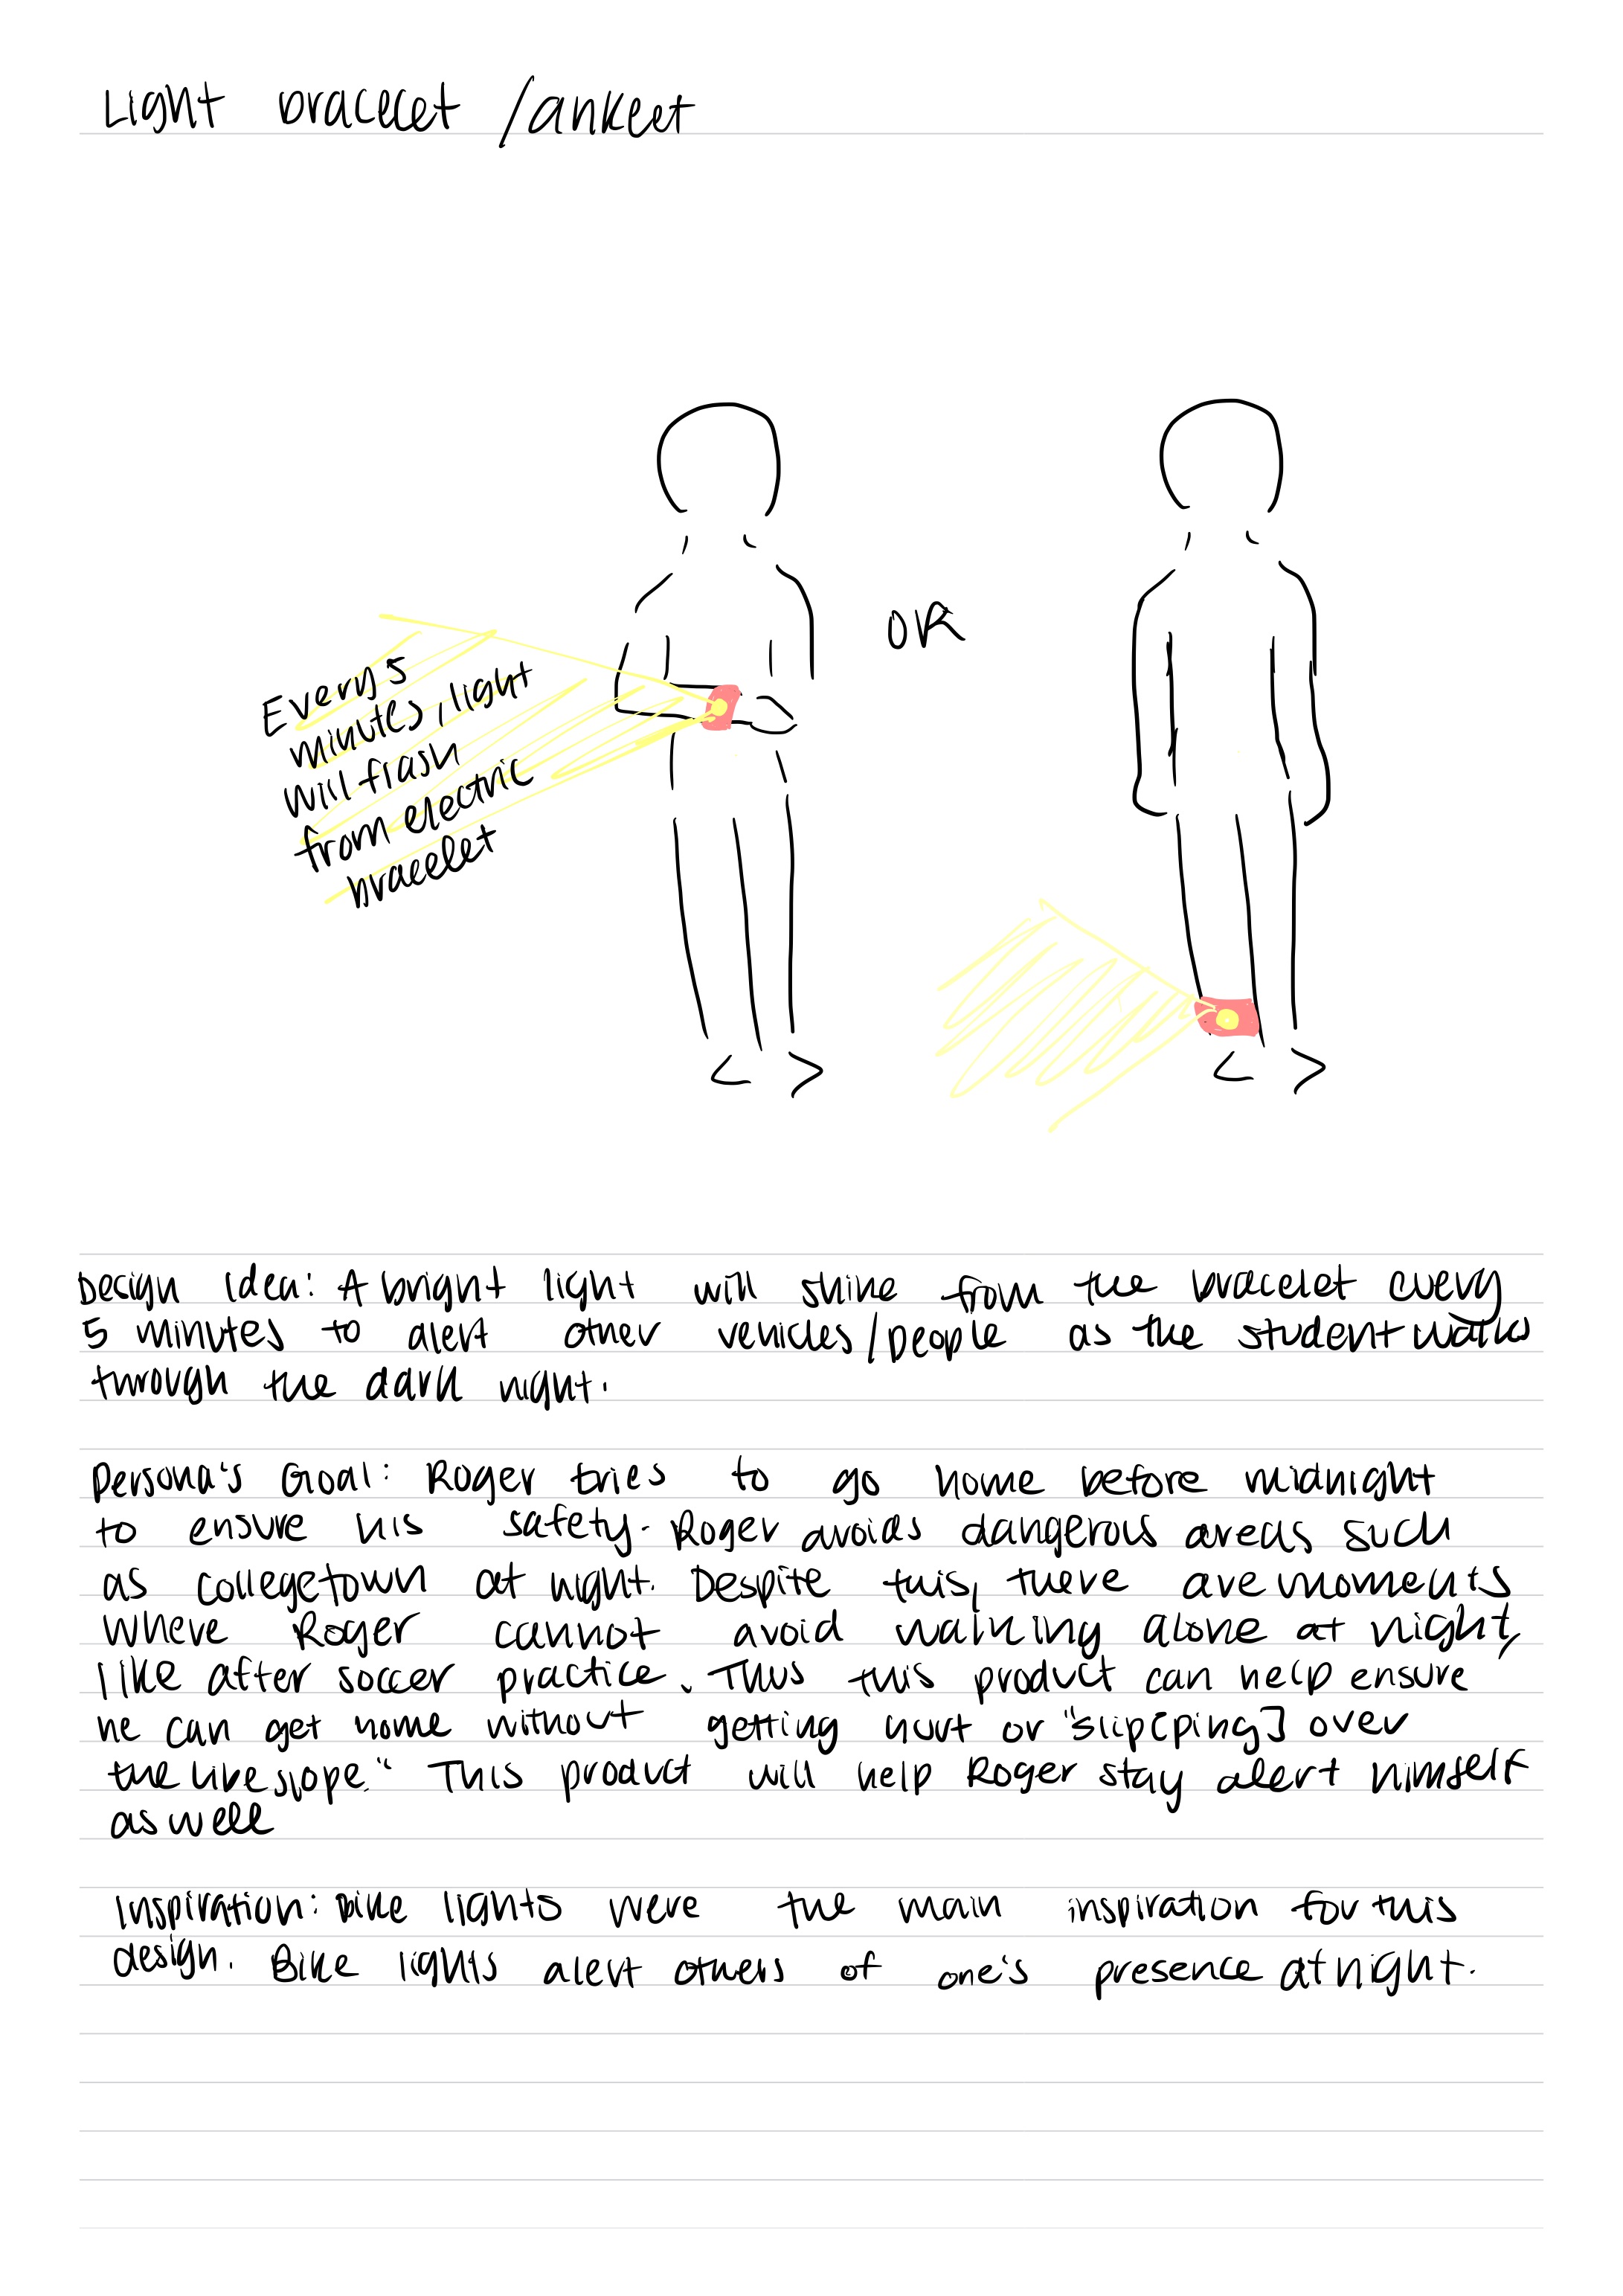 Light bracelet /anklet
OR
Every 5
minutes, light
will flash
from electric
bracelet
Design Idea: A bright light will shine from the bracelet every
5 minutes to alert other vehicles/people as the student walks
through the dark night.
Persona's Goal: Roger tries to go home before midnight
to ensure his safety. Roger avoids dangerous areas such
as collegetown at night. Despite this, there are moments
where Roger cannot avoid walking alone at night,
like after soccer practice. Thus this product can help ensure
he can get home without getting hurt or "slip[ping] over
the libe slope." This product will help Roger stay alert himself
as well
Inspiration: Bike lights were the main inspiration for this
design. Bike lights alert others of one's presence at night.